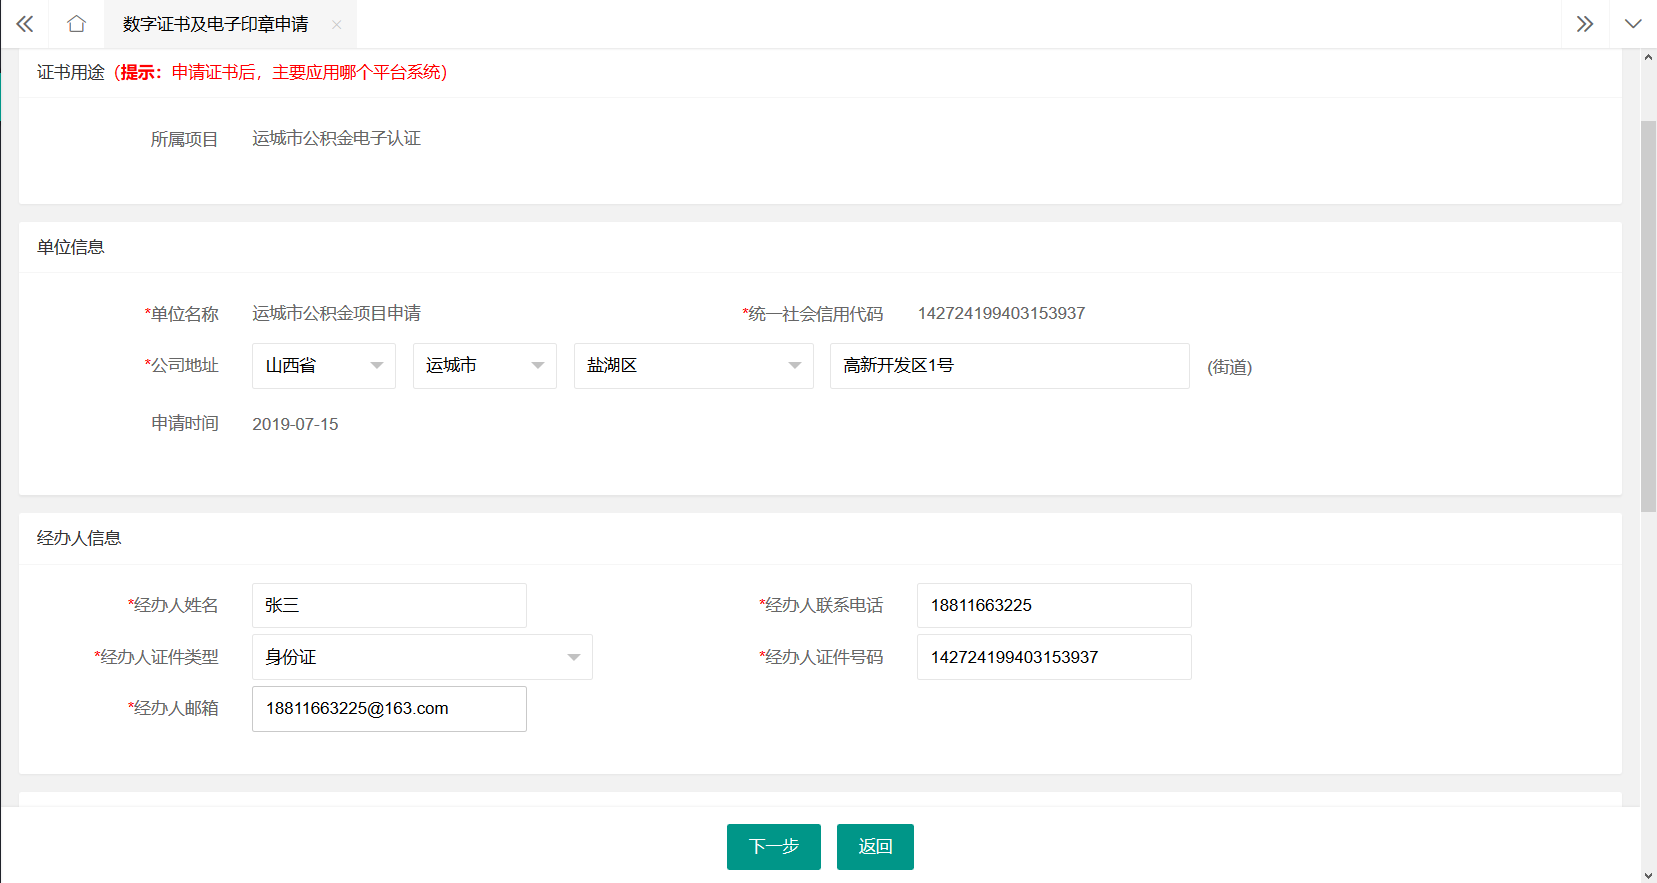 数字证书及电子印章申请
证书用途（提示：申请证书后，主要应用哪个平台系统）
所属项目 运城市公积金电子认证
单位信息
*单位名称 运城市公积金项目申请 *统一社会信用代码 142724199403153937
*公司地址 山西省 运城市 盐湖区 高新开发区1号 (街道)
申请时间 2019-07-15
经办人信息
*经办人姓名 张三 *经办人联系电话 18811663225
*经办人证件类型 身份证 *经办人证件号码 142724199403153937
*经办人邮箱 18811663225@163.com
下一步 返回